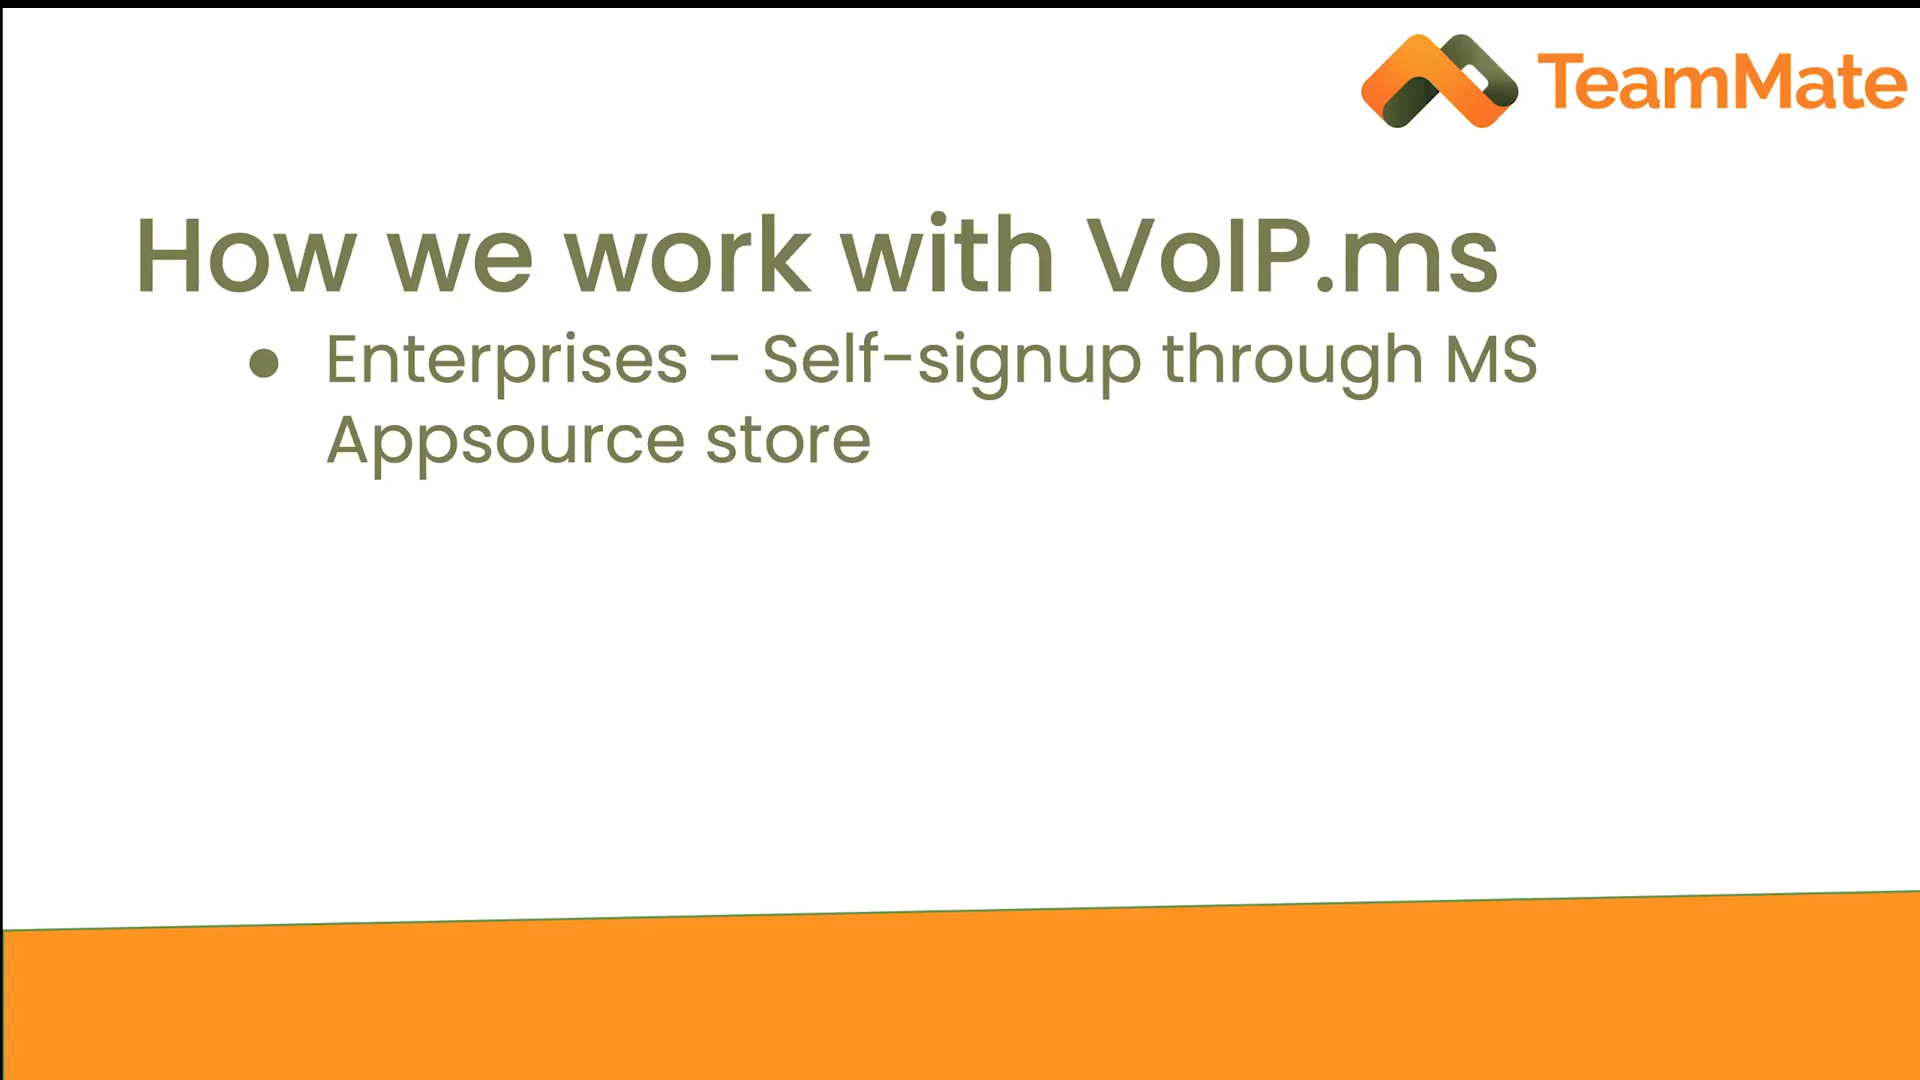 TeamMate
How we work with VoIP.ms
● Enterprises - Self-signup through MS
Appsource store